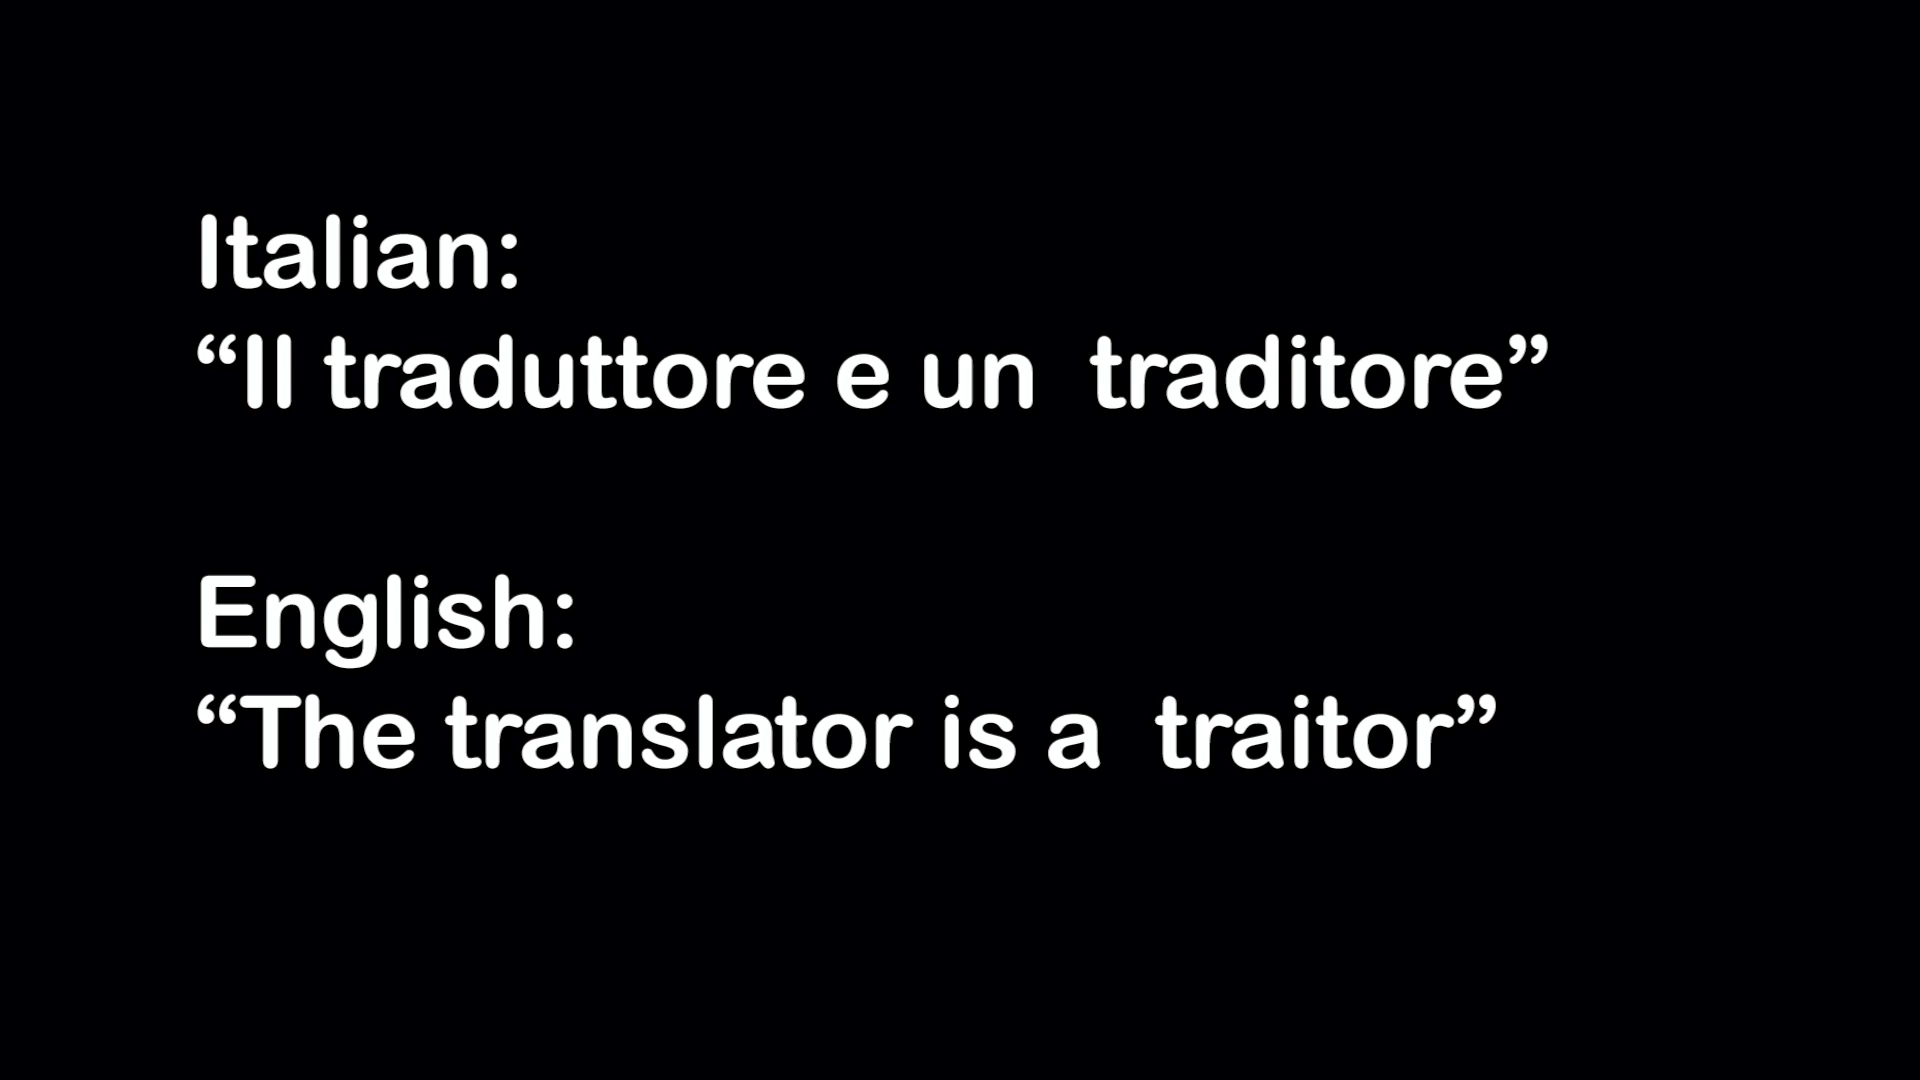 Italian:
“Il traduttore e un  traditore”
English:
“The translator is a  traitor”